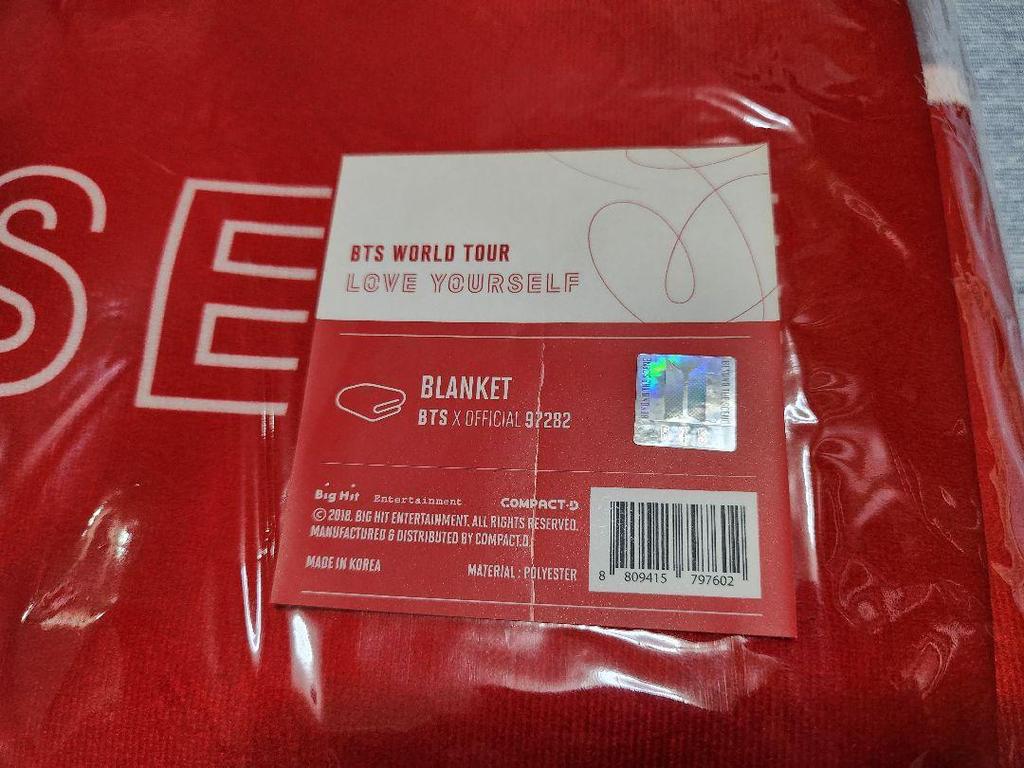 SE
BTS WORLD TOUR
LOVE YOURSELF
BLANKET
BTS X OFFICIAL 97282
BTS
Big Hit Entertainment COMPACT·D
© 2018. BIG HIT ENTERTAINMENT. ALL RIGHTS RESERVED.
MANUFACTURED & DISTRIBUTED BY COMPACT.D.
MADE IN KOREA MATERIAL : POLYESTER
8 809415 797602